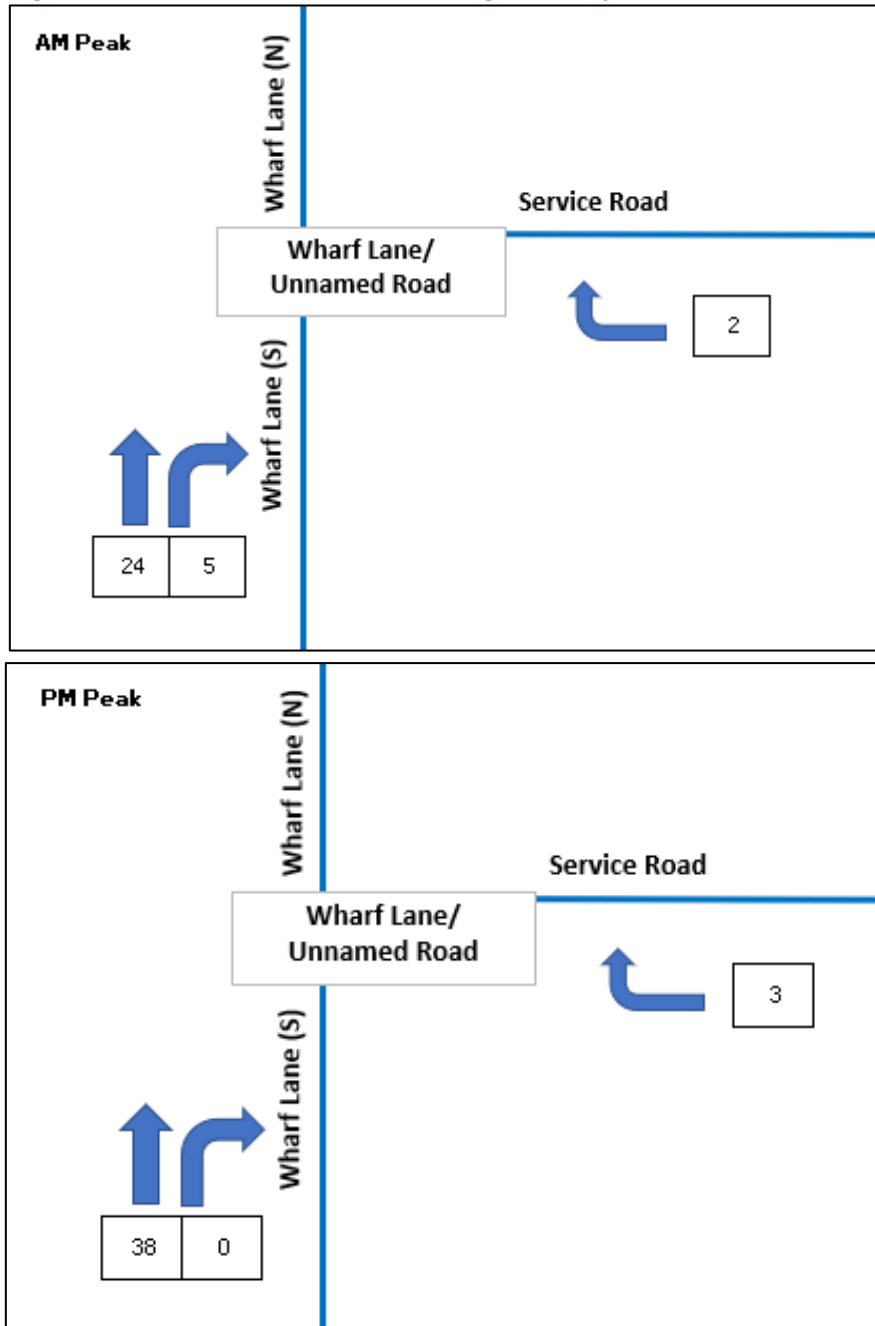 AM Peak
Wharf Lane (N)
Service Road
Wharf Lane/
Unnamed Road
2
Wharf Lane (S)
24 5
PM Peak
Wharf Lane (N)
Service Road
Wharf Lane/
Unnamed Road
3
Wharf Lane (S)
38 0